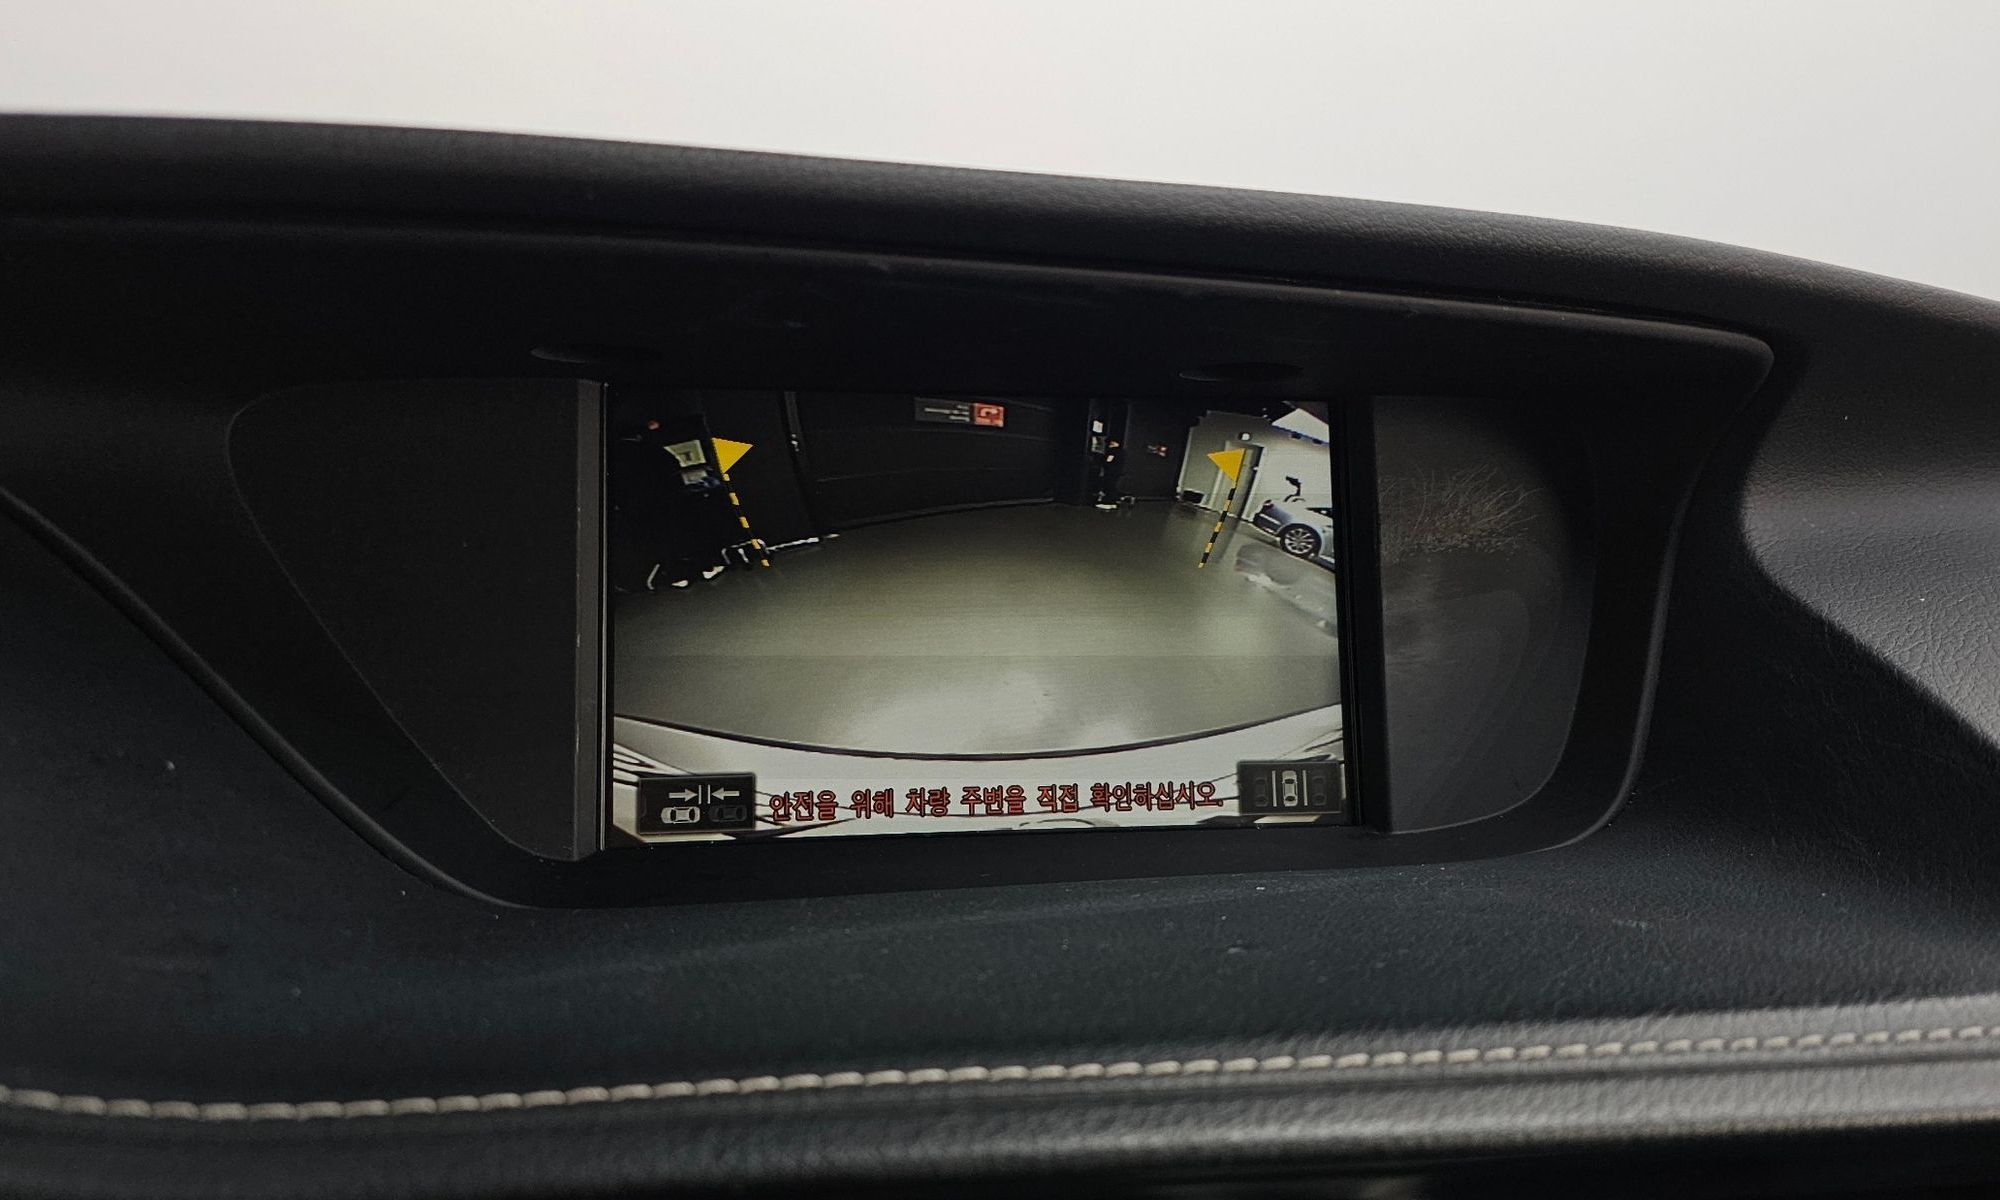 안전을 위해 차량 주변을 직접 확인하십시오.